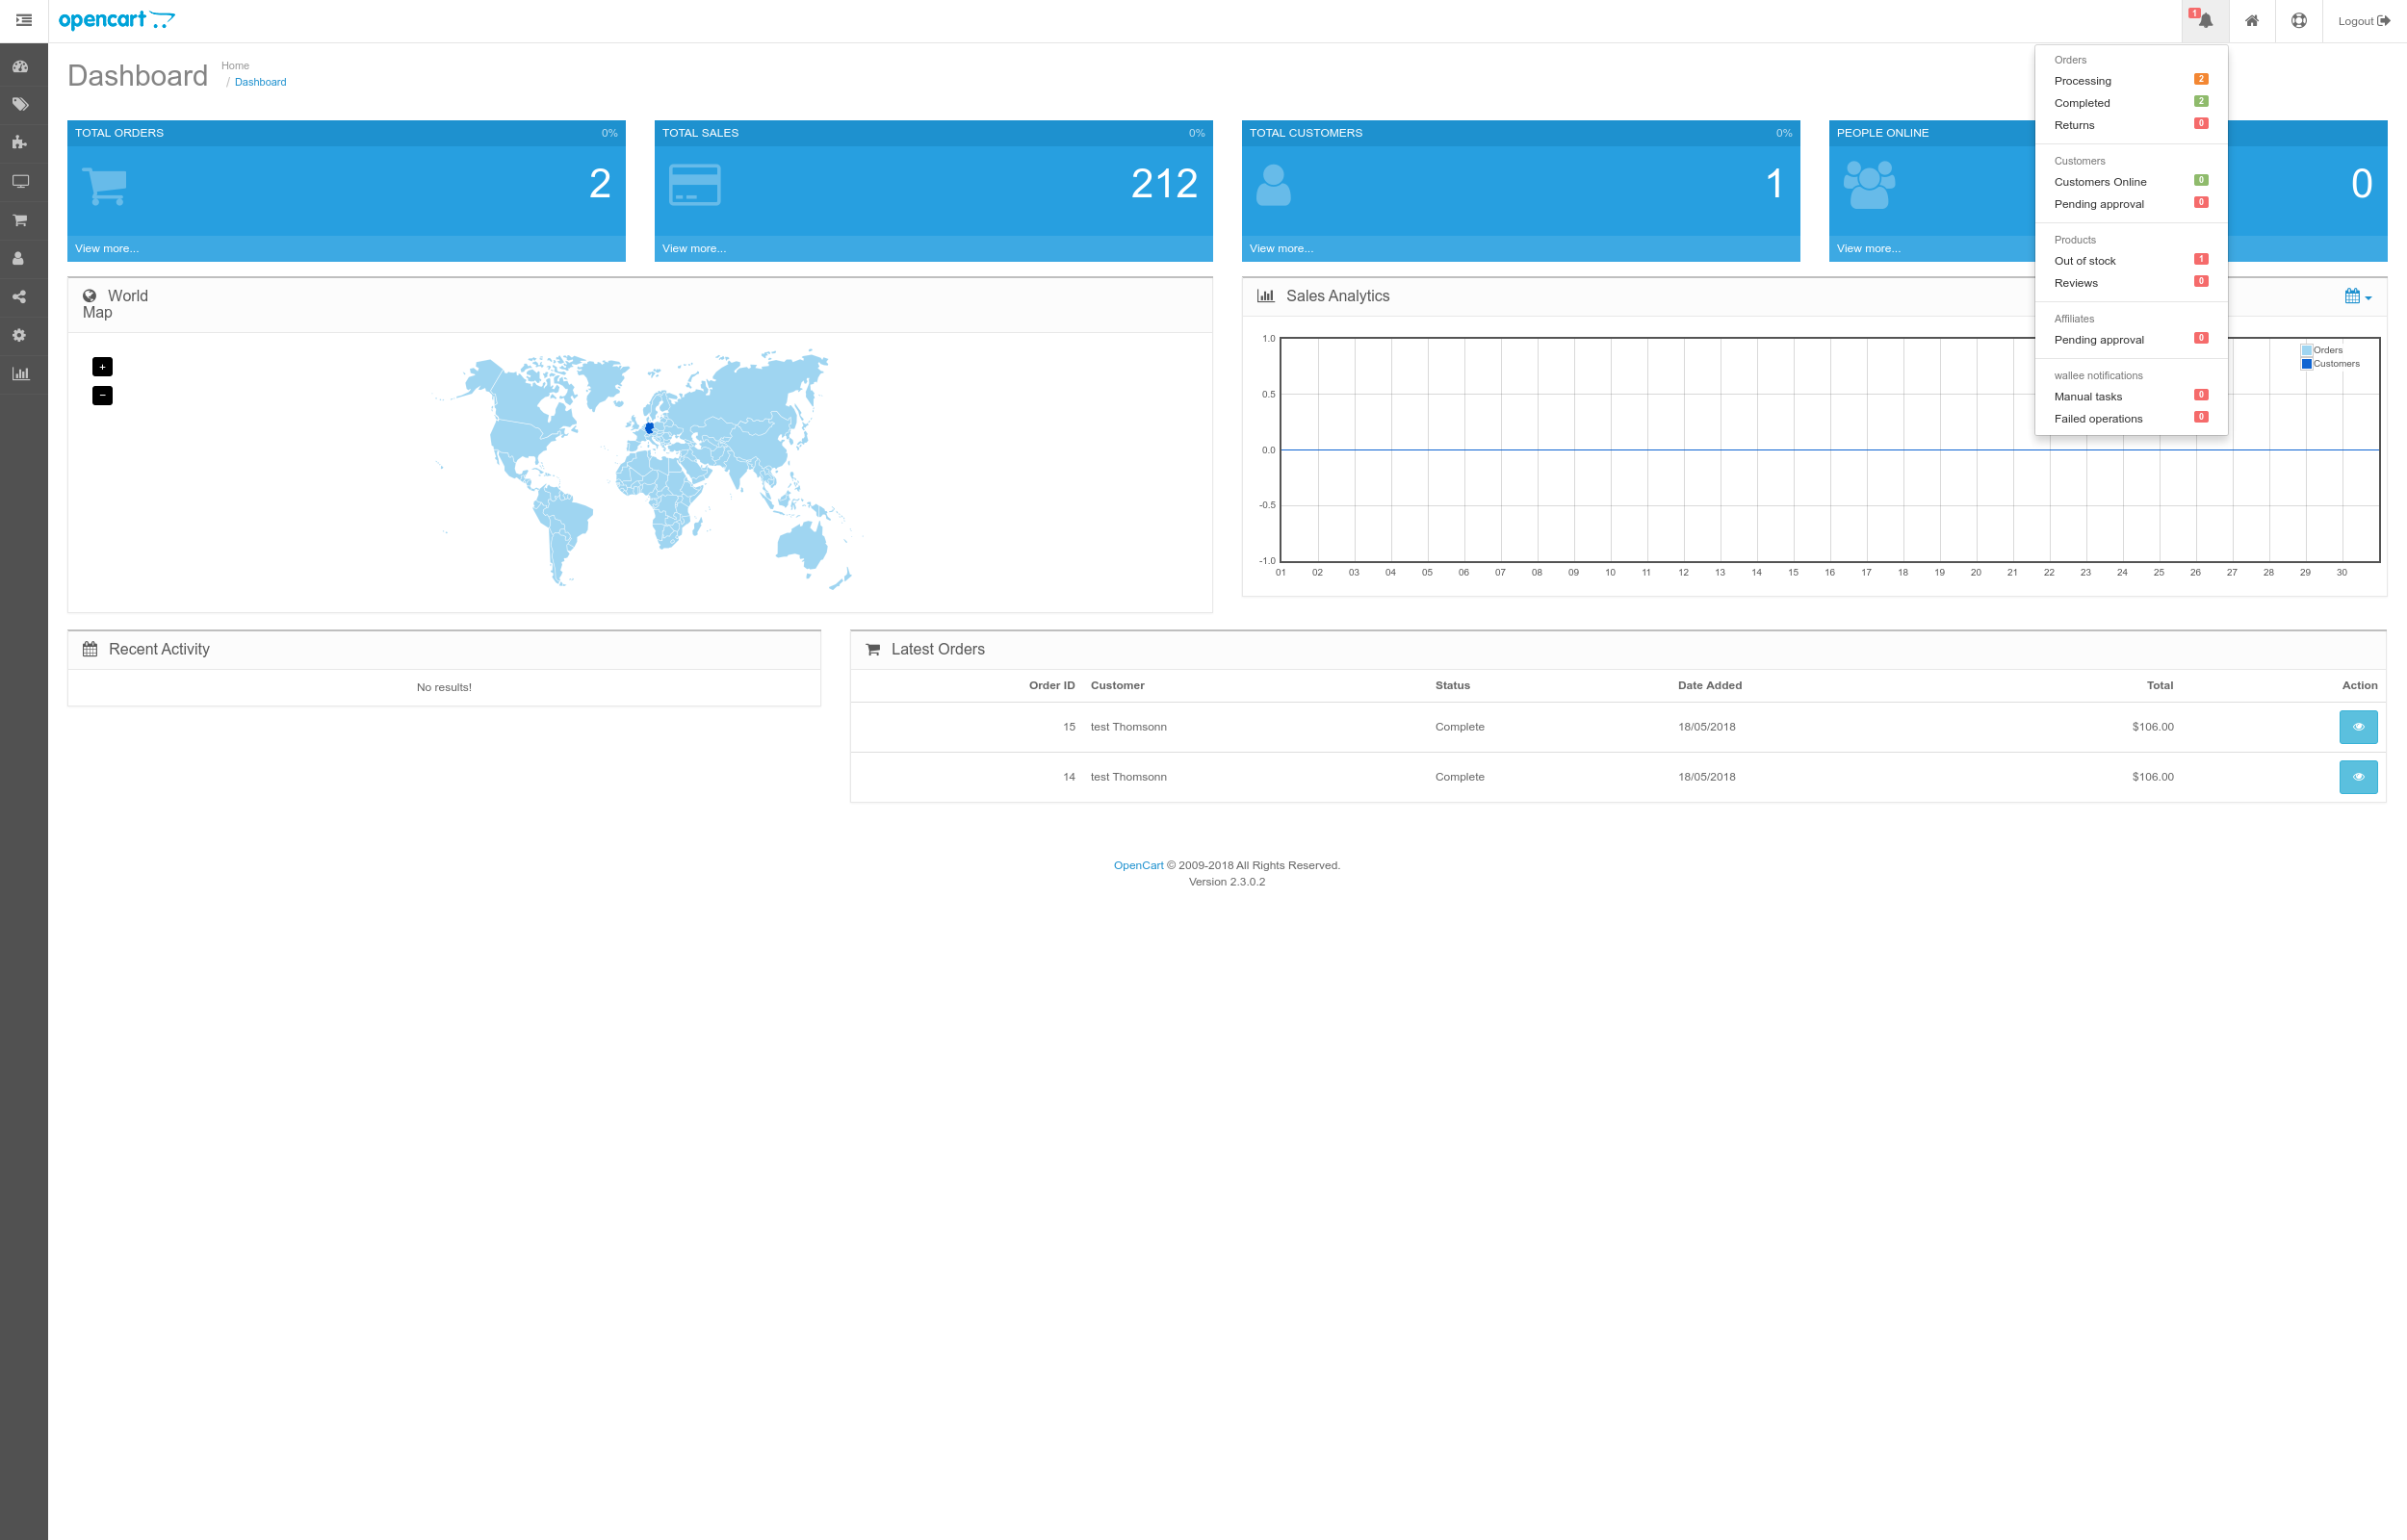 opencart
1
Logout
Dashboard
Home
/ Dashboard
Orders
Processing 2
Completed 2
Returns 0
Customers
Customers Online 0
Pending approval 0
Products
Out of stock 1
Reviews 0
Affiliates
Pending approval 0
wallee notifications
Manual tasks 0
Failed operations 0
TOTAL ORDERS 0%
2
View more...
TOTAL SALES 0%
212
View more...
TOTAL CUSTOMERS 0%
1
View more...
PEOPLE ONLINE
0
View more...
World
Map
+
−
Sales Analytics
Orders
Customers
1.0
0.5
0.0
-0.5
-1.0
01 02 03 04 05 06 07 08 09 10 11 12 13 14 15 16 17 18 19 20 21 22 23 24 25 26 27 28 29 30
Recent Activity
No results!
Latest Orders
Order ID Customer Status Date Added Total Action
15 test Thomsonn Complete 18/05/2018 $106.00
14 test Thomsonn Complete 18/05/2018 $106.00
OpenCart © 2009-2018 All Rights Reserved.
Version 2.3.0.2